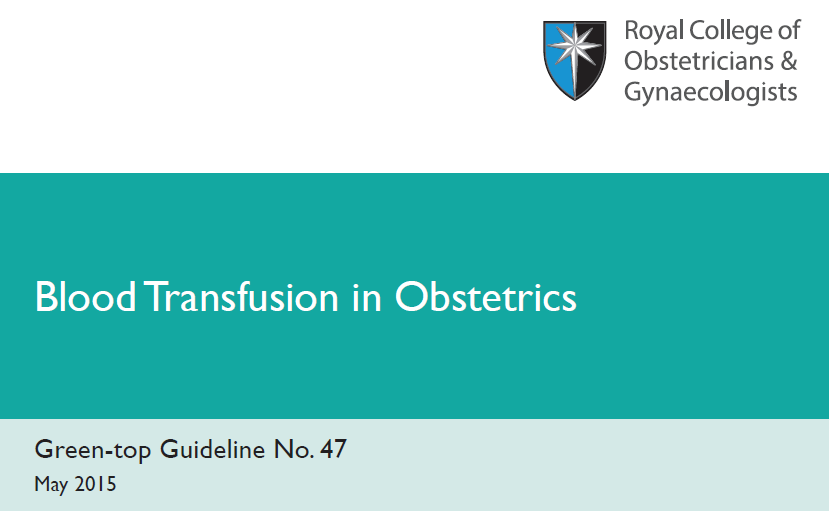 Royal College of
Obstetricians &
Gynaecologists
Blood Transfusion in Obstetrics
Green-top Guideline No. 47
May 2015